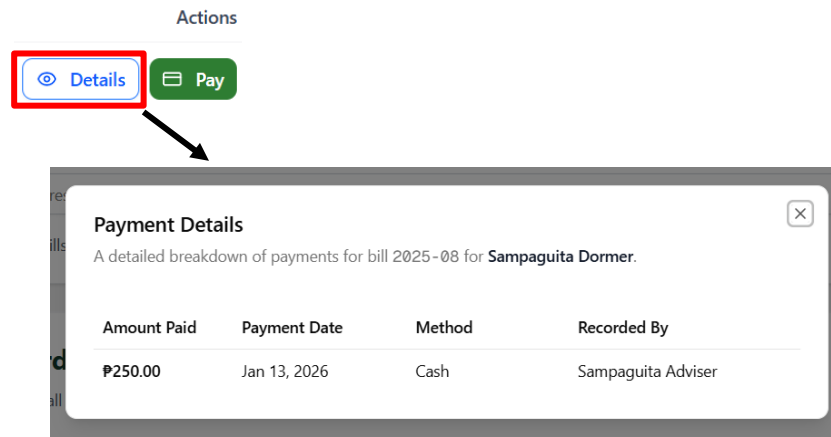 Actions
Details Pay
Payment Details
A detailed breakdown of payments for bill 2025-08 for Sampaguita Dormer.
Amount Paid Payment Date Method Recorded By
₱250.00 Jan 13, 2026 Cash Sampaguita Adviser